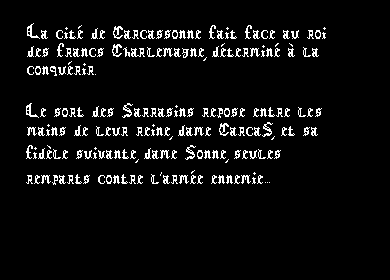 La cité de Carcassonne fait face au roi
des francs Charlemagne, déterminé à la
conquérir.
Le sort des Sarrasins repose entre les
mains de leur reine, dame CarcaS, et sa
fidèle suivante, dame Sonne, seules
remparts contre l'armée ennemie...